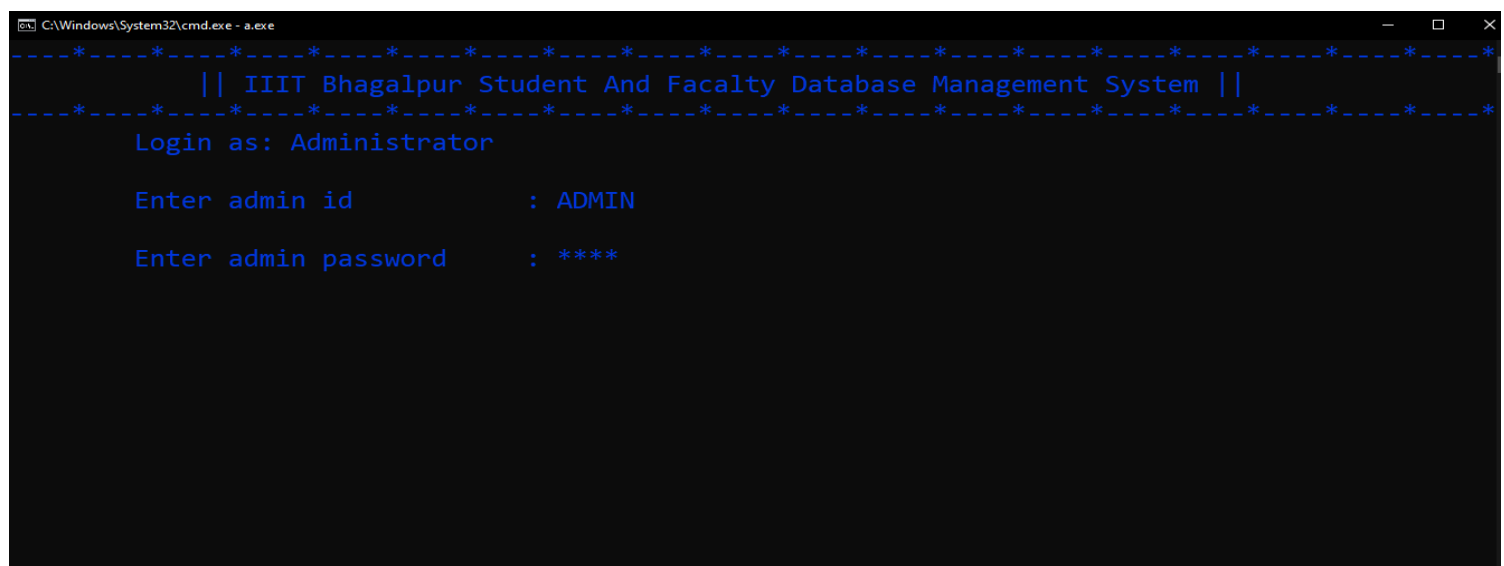 C:\Windows\System32\cmd.exe - a.exe
----*----*----*----*----*----*----*----*----*----*----*----*----*----*----*----*----*----*----*
|| IIIT Bhagalpur Student And Facalty Database Management System ||
----*----*----*----*----*----*----*----*----*----*----*----*----*----*----*----*----*----*----*
Login as: Administrator
Enter admin id : ADMIN
Enter admin password : ****